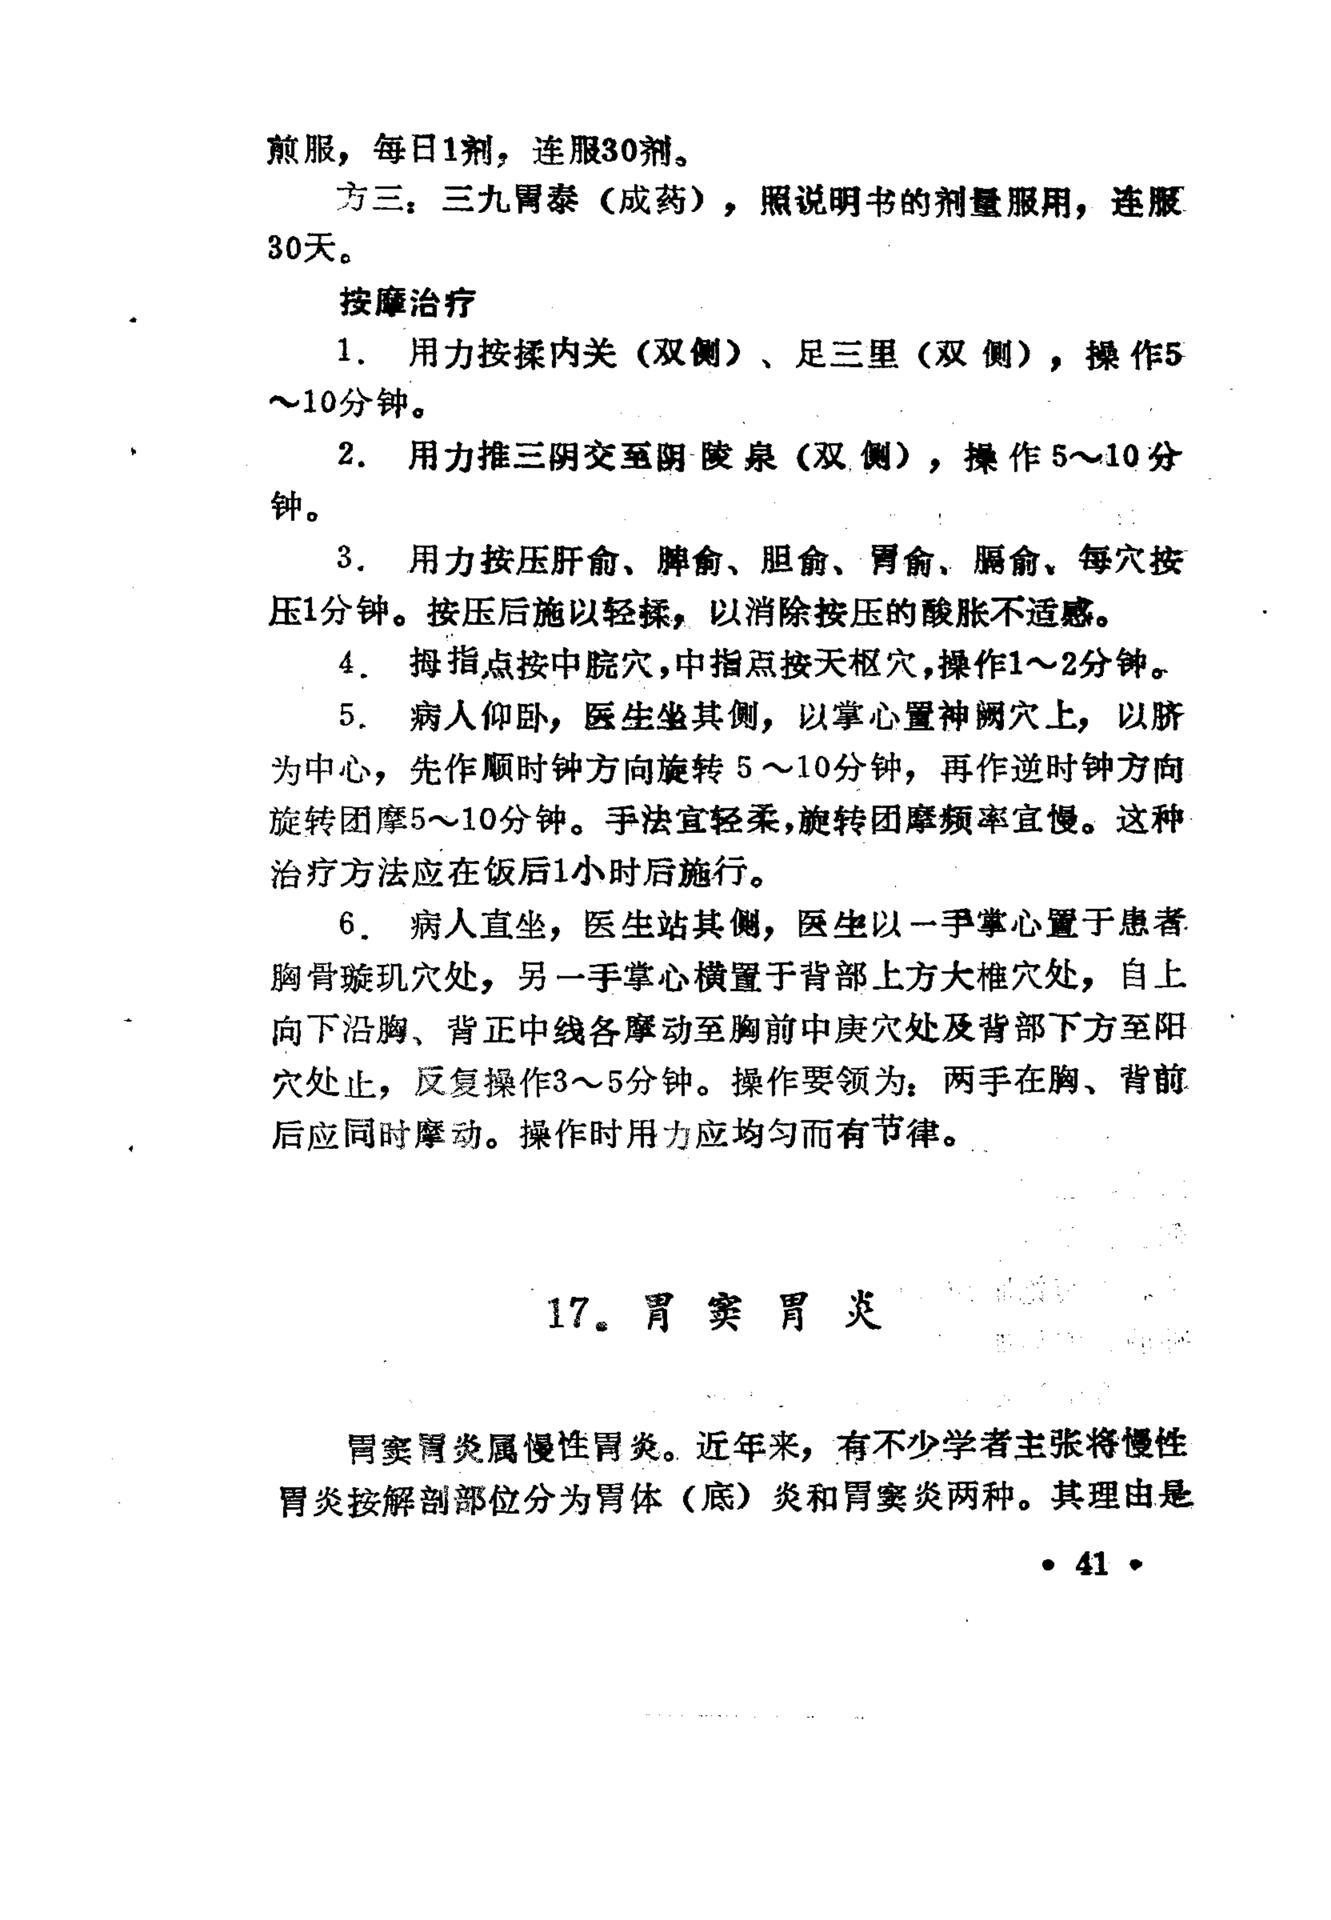 煎服，每日1剂，连服30剂。
方三：三九胃泰（成药），照说明书的剂量服用，连服
30天。
按摩治疗
1． 用力按揉内关（双侧）、足三里（双侧），操作5
～10分钟。
2． 用力推三阴交至阴陵泉（双侧），操作5～10分
钟。
3． 用力按压肝俞、脾俞、胆俞、胃俞、膈俞、每穴按
压1分钟。按压后施以轻揉，以消除按压的酸胀不适感。
4． 拇指点按中脘穴，中指点按天枢穴，操作1～2分钟。
5． 病人仰卧，医生坐其侧，以掌心置神阙穴上，以脐
为中心，先作顺时钟方向旋转5～10分钟，再作逆时钟方向
旋转团摩5～10分钟。手法宜轻柔，旋转团摩频率宜慢。这种
治疗方法应在饭后1小时后施行。
6． 病人直坐，医生站其侧，医生以一手掌心置于患者
胸骨璇玑穴处，另一手掌心横置于背部上方大椎穴处，自上
向下沿胸、背正中线各摩动至胸前中庚穴处及背部下方至阳
穴处止，反复操作3～5分钟。操作要领为：两手在胸、背前
后应同时摩动。操作时用力应均匀而有节律。
17。胃窦胃炎
胃窦胃炎属慢性胃炎。近年来，有不少学者主张将慢性
胃炎按解剖部位分为胃体（底）炎和胃窦炎两种。其理由是
• 41 •